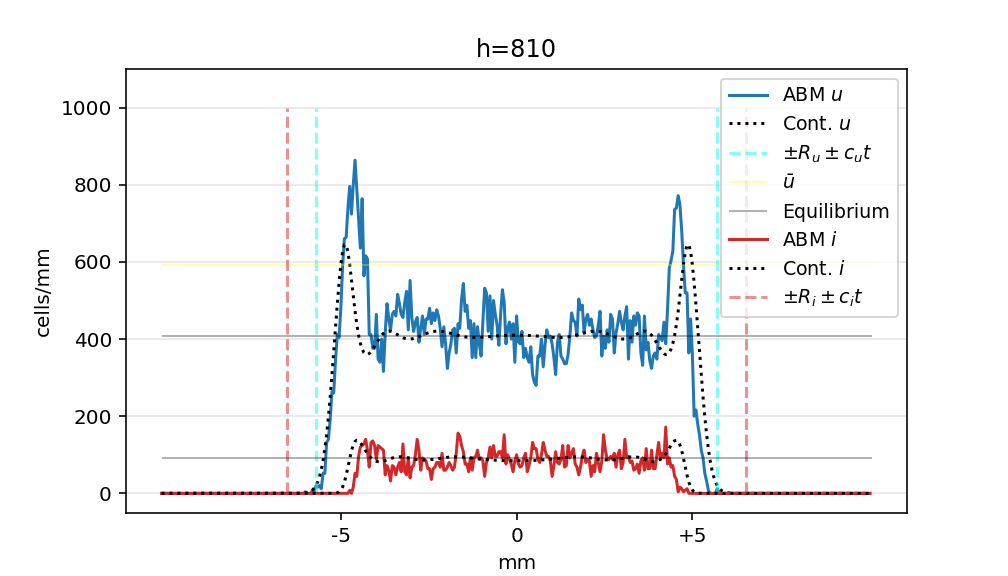 h=810
1000
800
600
400
200
0
cells/mm
-5
0
+5
mm
ABM u
Cont. u
±R_u ± c_u t
ū
Equilibrium
ABM i
Cont. i
±R_i ± c_i t